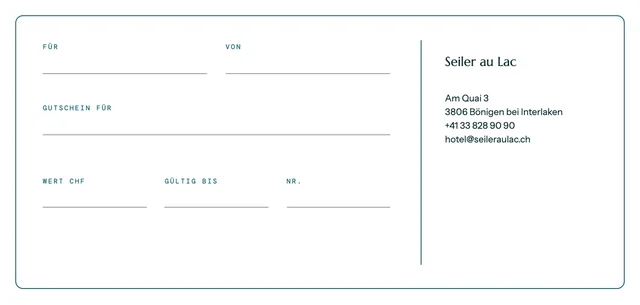 FÜR
VON
GUTSCHEIN FÜR
WERT CHF
GÜLTIG BIS
NR.
Seiler au Lac
Am Quai 3
3806 Bönigen bei Interlaken
+41 33 828 90 90
hotel@seileraulac.ch